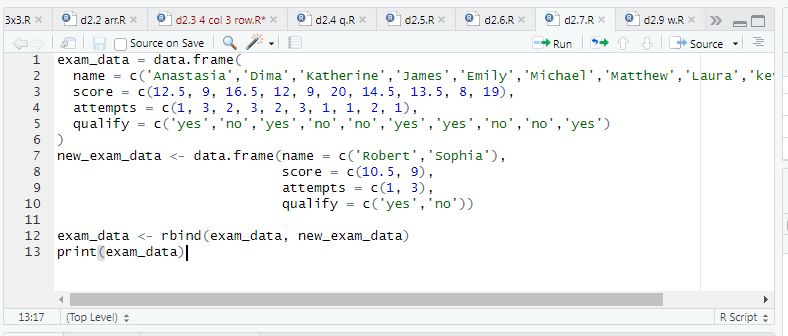 3x3.R d2.2 arr.R d2.3 4 col 3 row.R* d2.4 q.R d2.5.R d2.6.R d2.7.R d2.9 w.R
Source on Save Run Source
1 exam_data = data.frame(
2 name = c('Anastasia','Dima','Katherine','James','Emily','Michael','Matthew','Laura','ke
3 score = c(12.5, 9, 16.5, 12, 9, 20, 14.5, 13.5, 8, 19),
4 attempts = c(1, 3, 2, 3, 2, 3, 1, 1, 2, 1),
5 qualify = c('yes','no','yes','no','no','yes','yes','no','no','yes')
6 )
7 new_exam_data <- data.frame(name = c('Robert','Sophia'),
8 score = c(10.5, 9),
9 attempts = c(1, 3),
10 qualify = c('yes','no'))
11
12 exam_data <- rbind(exam_data, new_exam_data)
13 print(exam_data)
13:17 (Top Level) R Script